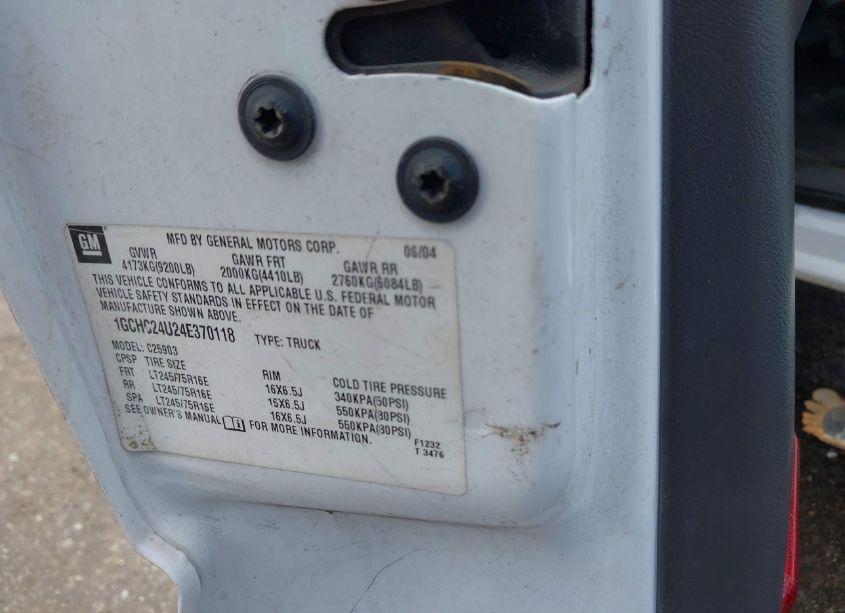 GM
MFD BY GENERAL MOTORS CORP. 06/04
GVWR GAWR FRT GAWR RR
4173KG(9200LB) 2000KG(4410LB) 2760KG(6084LB)
THIS VEHICLE CONFORMS TO ALL APPLICABLE U.S. FEDERAL MOTOR
VEHICLE SAFETY STANDARDS IN EFFECT ON THE DATE OF
MANUFACTURE SHOWN ABOVE.
1GCHC24U24E370118 TYPE: TRUCK
MODEL: C25903
CPSP TIRE SIZE RIM COLD TIRE PRESSURE
FRT LT245/75R16E 16X6.5J 340KPA(50PSI)
RR LT245/75R16E 16X6.5J 550KPA(80PSI)
SPA LT245/75R16E 16X6.5J 550KPA(80PSI)
SEE OWNER'S MANUAL FOR MORE INFORMATION.
F1232
T 3476